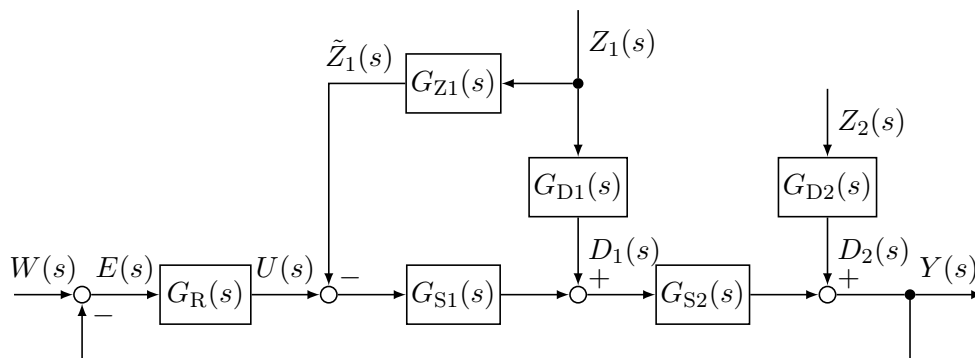 Z̃₁(s)
Z₁(s)
G_Z1(s)
Z₂(s)
G_D1(s)
G_D2(s)
W(s) E(s) U(s) D₁(s) D₂(s) Y(s)
− + +
G_R(s) G_S1(s) G_S2(s)
−